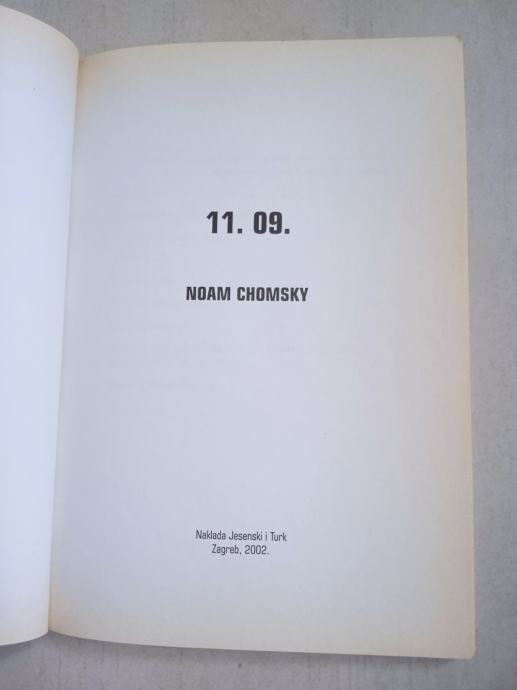 11. 09.
NOAM CHOMSKY
Naklada Jesenski i Turk
Zagreb, 2002.